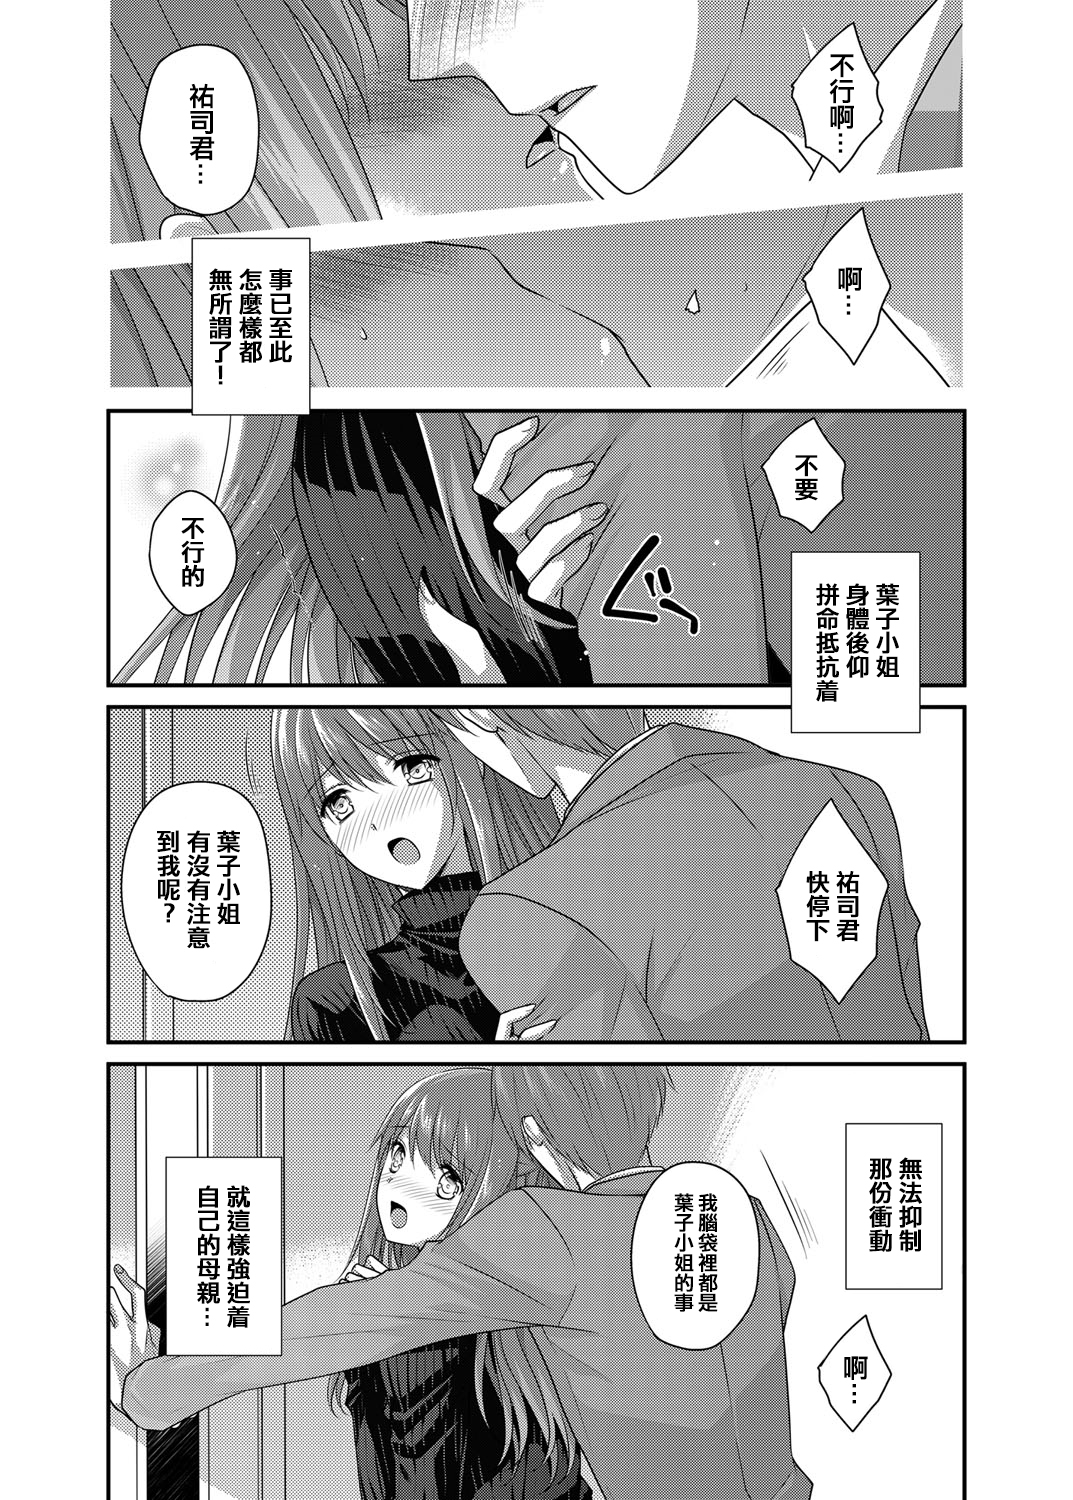 不行啊…
祐司君…
啊…
事已至此
怎麼樣都
無所謂了！
不要
不行的
ぐっ
葉子小姐
身體後仰
拼命抵抗着
祐司君
快停下
葉子小姐
有沒有注意
到我呢？
無法抑制
那份衝動
我腦袋裡都是
葉子小姐的事
就這樣強迫着
自己的母親…
啊…